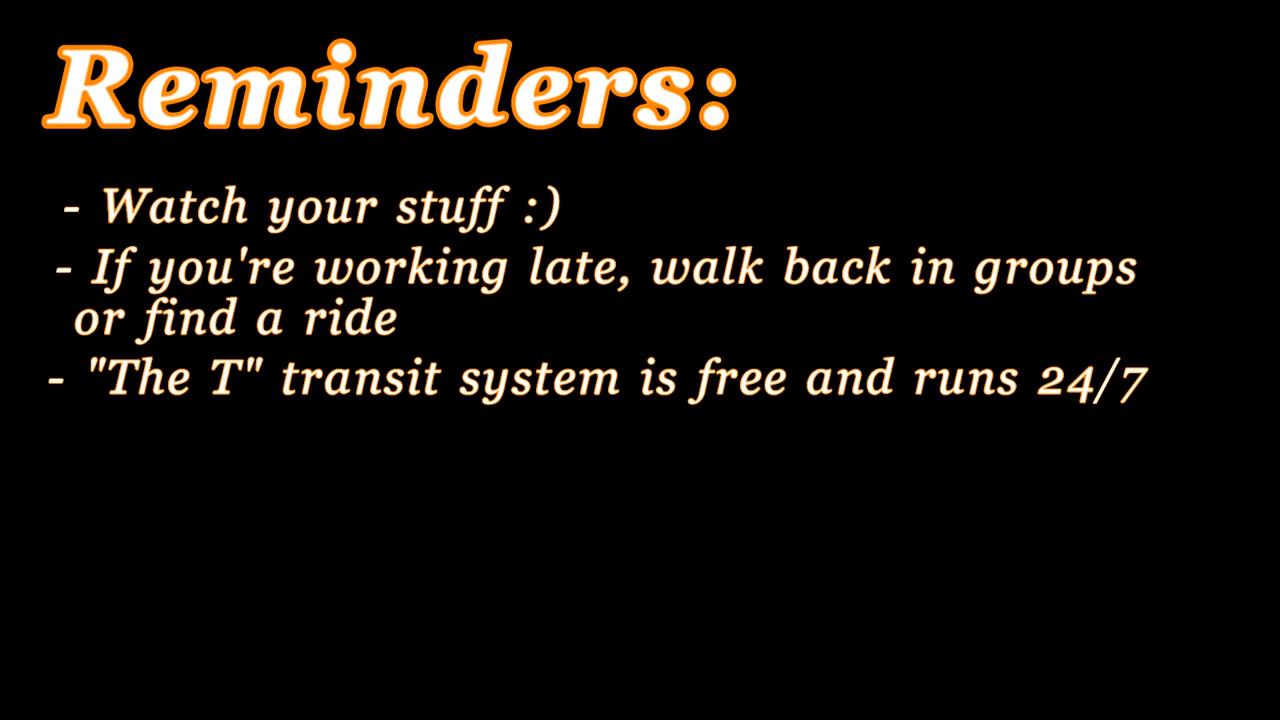 Reminders:
- Watch your stuff :)
- If you're working late, walk back in groups
or find a ride
- "The T" transit system is free and runs 24/7